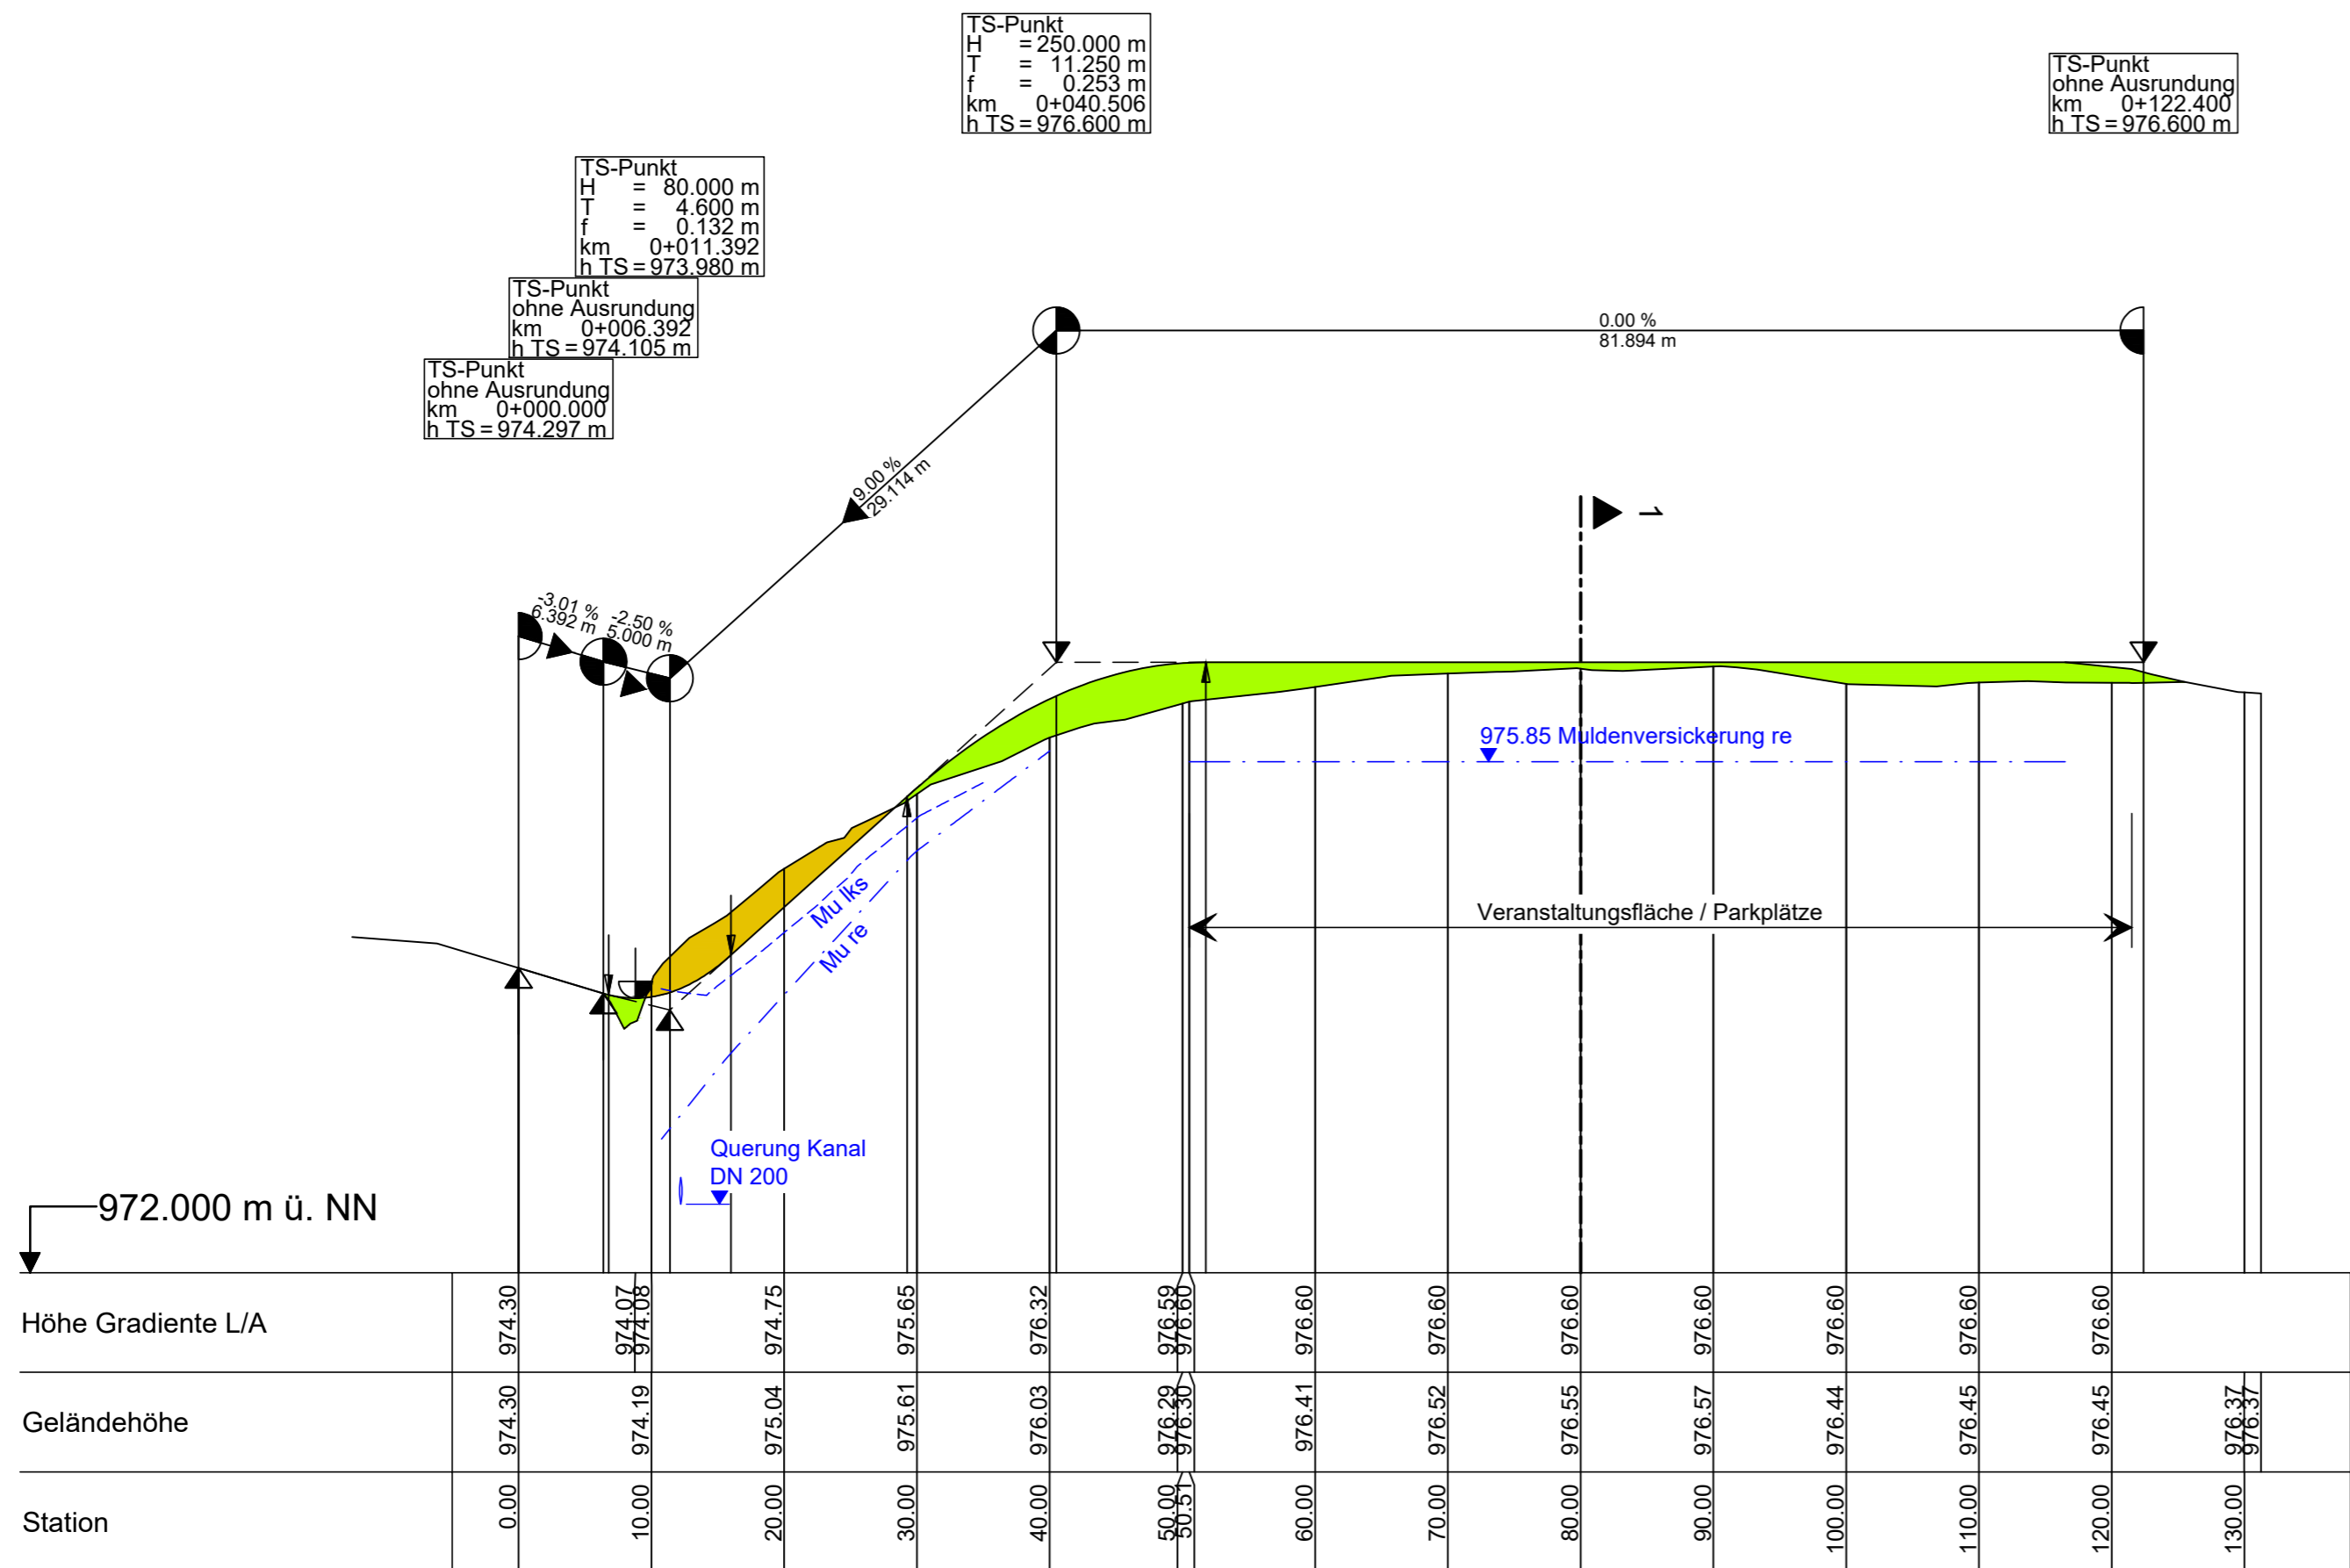 TS-Punkt
H = 250.000 m
T = 11.250 m
f = 0.253 m
km 0+040.506
h TS = 976.600 m
TS-Punkt
ohne Ausrundung
km 0+122.400
h TS = 976.600 m
TS-Punkt
H = 80.000 m
T = 4.600 m
f = 0.132 m
km 0+011.392
h TS = 973.980 m
TS-Punkt
ohne Ausrundung
km 0+006.392
h TS = 974.105 m
TS-Punkt
ohne Ausrundung
km 0+000.000
h TS = 974.297 m
0.00 %
81.894 m
9.00 %
29.114 m
1
-3.01 %
6.392 m
-2.50 %
5.000 m
975.85 Muldenversickerung re
Mu lks
Mu re
Veranstaltungsfläche / Parkplätze
Querung Kanal
DN 200
972.000 m ü. NN
Höhe Gradiente L/A 974.30 974.07 974.08 974.75 975.65 976.32 976.59 976.60 976.60 976.60 976.60 976.60 976.60 976.60 976.60
Geländehöhe 974.30 974.19 975.04 975.61 976.03 976.29 976.30 976.41 976.52 976.55 976.57 976.44 976.45 976.45 976.37 976.37
Station 0.00 10.00 20.00 30.00 40.00 50.00 50.51 60.00 70.00 80.00 90.00 100.00 110.00 120.00 130.00